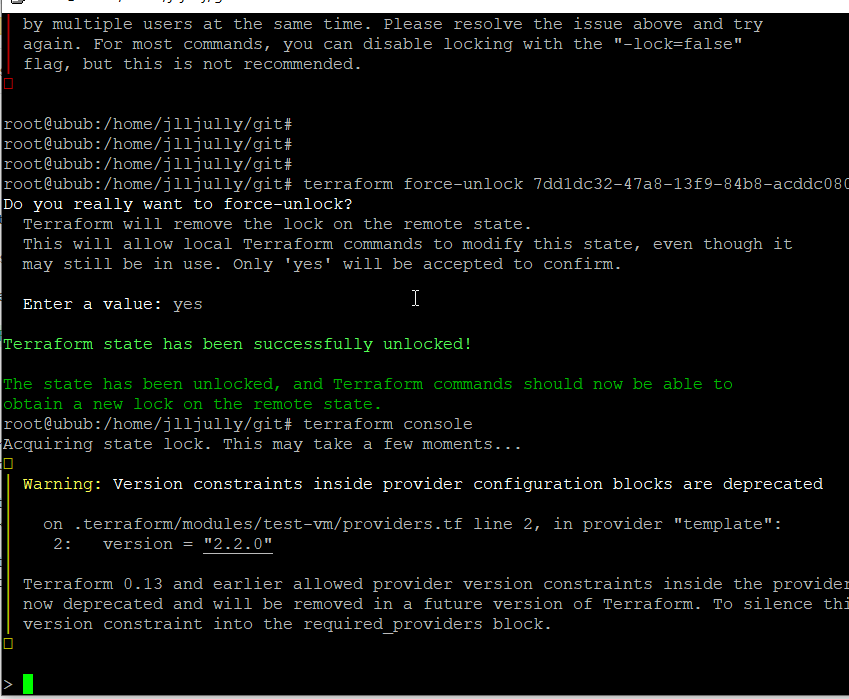 by multiple users at the same time. Please resolve the issue above and try
again. For most commands, you can disable locking with the "-lock=false"
flag, but this is not recommended.
root@ubub:/home/jlljully/git#
root@ubub:/home/jlljully/git#
root@ubub:/home/jlljully/git#
root@ubub:/home/jlljully/git# terraform force-unlock 7dd1dc32-47a8-13f9-84b8-acddc080
Do you really want to force-unlock?
Terraform will remove the lock on the remote state.
This will allow local Terraform commands to modify this state, even though it
may still be in use. Only 'yes' will be accepted to confirm.
Enter a value: yes
Terraform state has been successfully unlocked!
The state has been unlocked, and Terraform commands should now be able to
obtain a new lock on the remote state.
root@ubub:/home/jlljully/git# terraform console
Acquiring state lock. This may take a few moments...
Warning: Version constraints inside provider configuration blocks are deprecated
on .terraform/modules/test-vm/providers.tf line 2, in provider "template":
2: version = "2.2.0"
Terraform 0.13 and earlier allowed provider version constraints inside the provider
now deprecated and will be removed in a future version of Terraform. To silence thi
version constraint into the required_providers block.
>